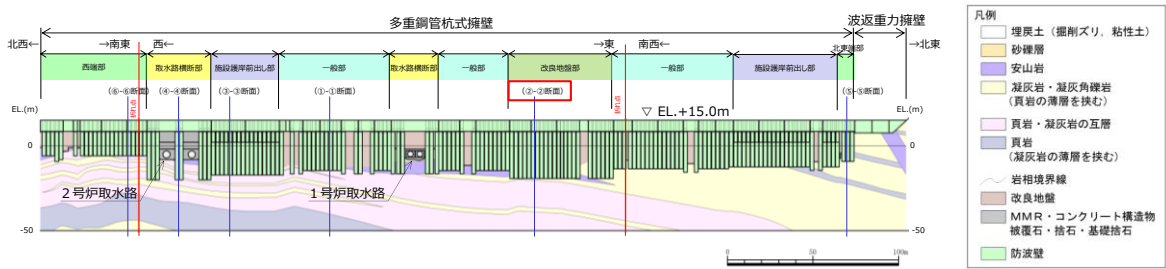 多重鋼管杭式擁壁
波返重力擁壁
北西←
→南東
西←
→東
南西←
→北東
西端部
取水路横断部
施設護岸前出し部
一般部
取水路横断部
一般部
改良地盤部
一般部
施設護岸前出し部
北東端部
(⑥-⑥断面)
(④-④断面)
(③-③断面)
(①-①断面)
(②-②断面)
(⑤-⑤断面)
EL.(m)
▽ EL.+15.0m
EL.(m)
0
0
2号炉取水路
1号炉取水路
-50
-50
0
50
100m
凡例
埋戻土(掘削ズリ,粘性土)
砂礫層
安山岩
凝灰岩・凝灰角礫岩
(頁岩の薄層を挟む)
頁岩・凝灰岩の互層
頁岩
(凝灰岩の薄層を挟む)
岩相境界線
改良地盤
MMR・コンクリート構造物
被覆石・捨石・基礎捨石
防波壁